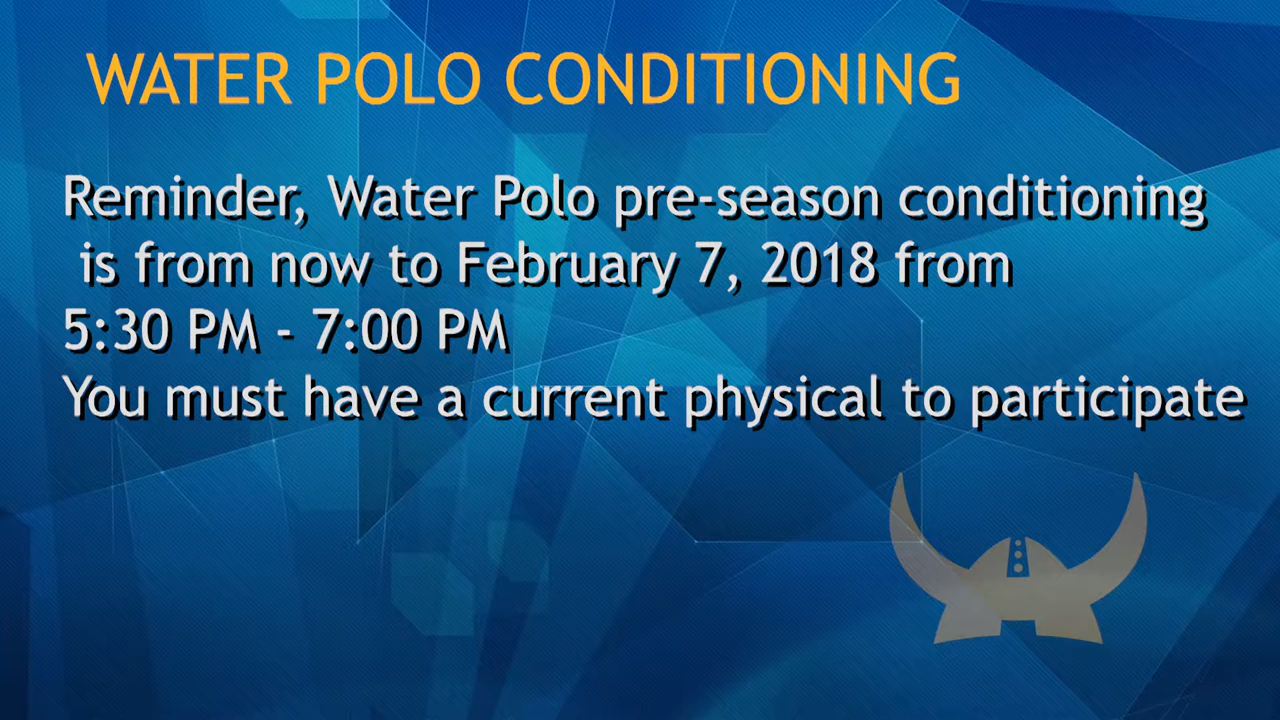 WATER POLO CONDITIONING
Reminder, Water Polo pre-season conditioning
is from now to February 7, 2018 from
5:30 PM - 7:00 PM
You must have a current physical to participate